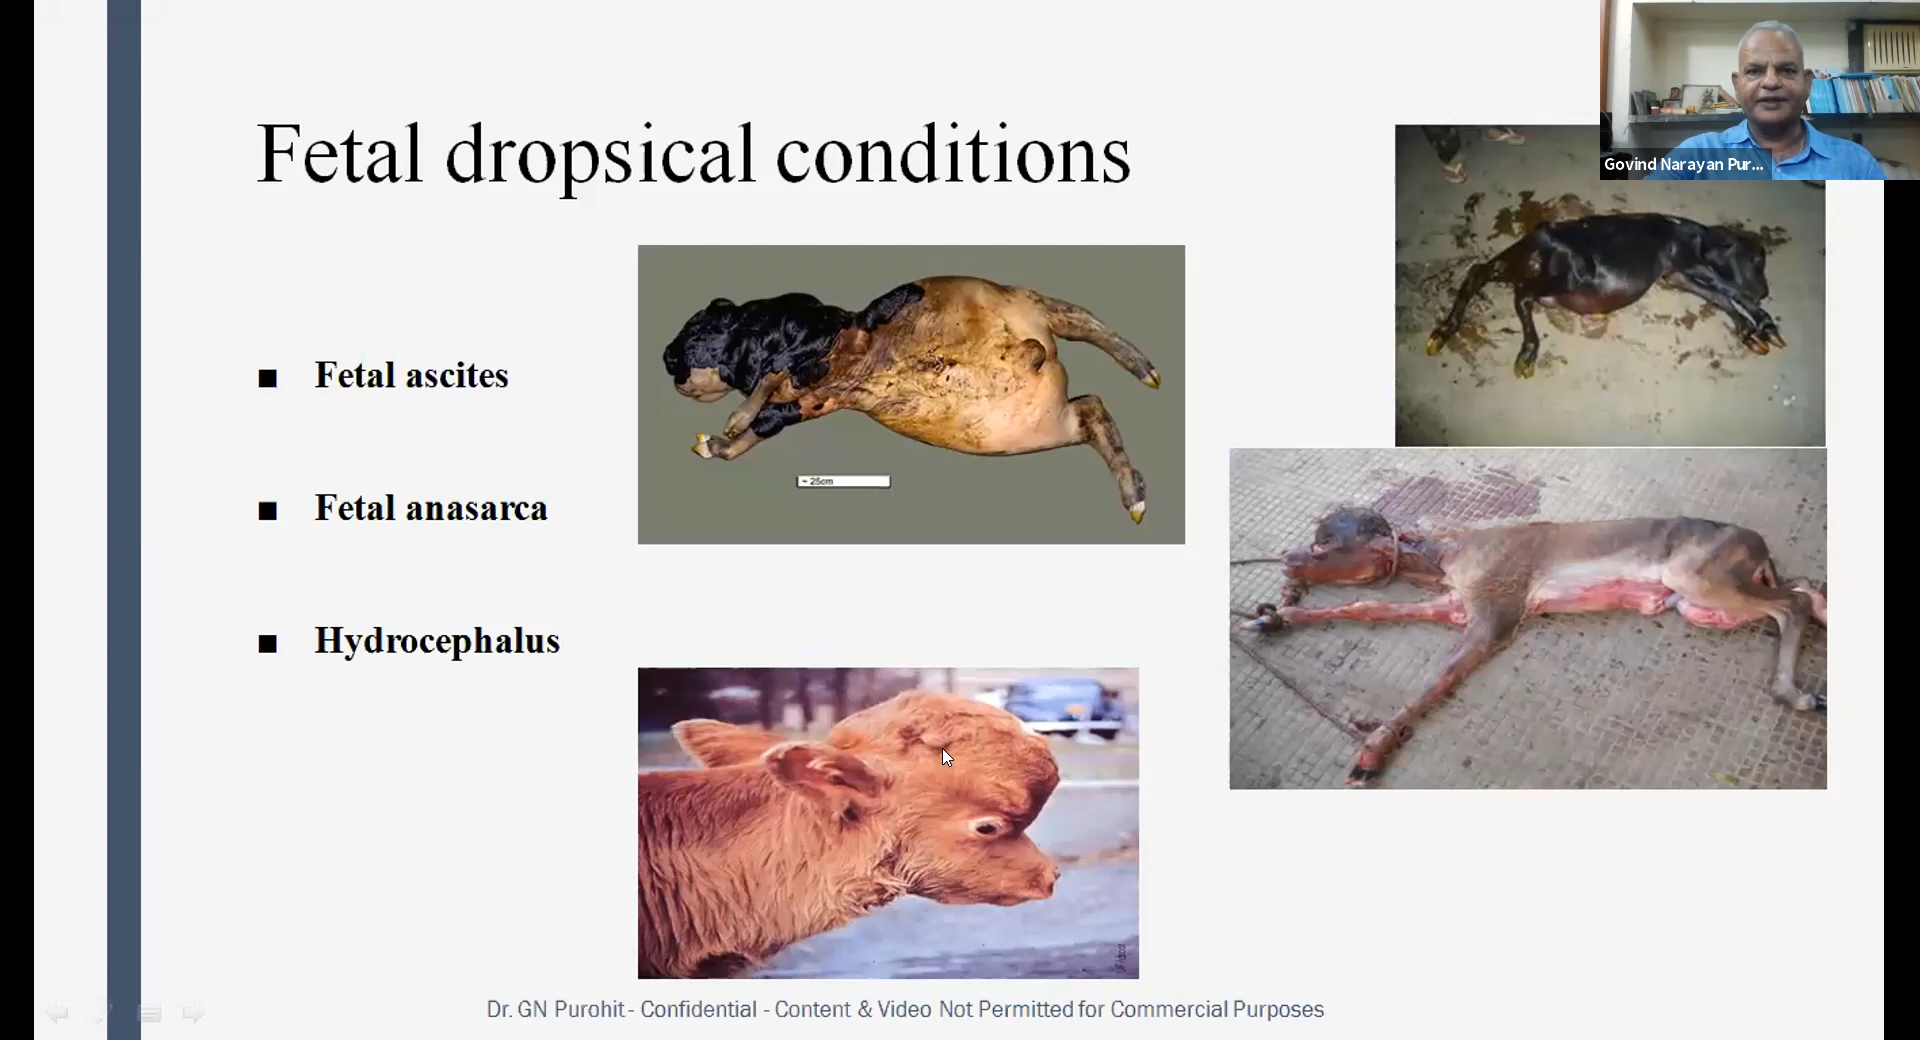 Govind Narayan Pur...
Fetal dropsical conditions
■ Fetal ascites
■ Fetal anasarca
■ Hydrocephalus
~ 25cm
Dr. GN Purohit - Confidential - Content & Video Not Permitted for Commercial Purposes